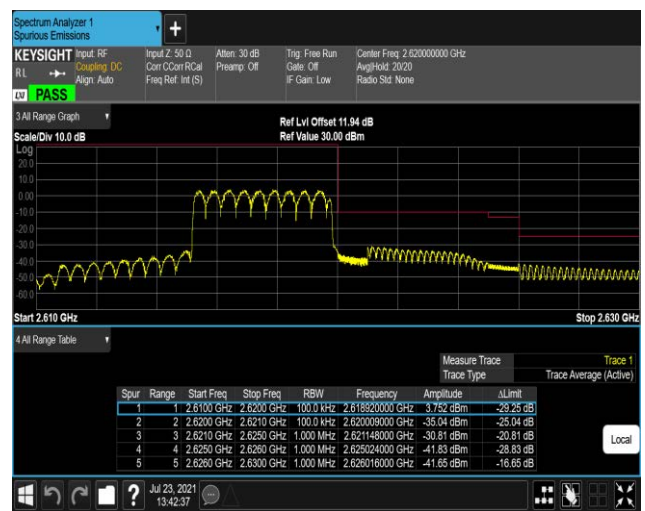 Spectrum Analyzer 1
Spurious Emissions
KEYSIGHT Input: RF Input Z: 50 Ω Atten: 30 dB Trig: Free Run Center Freq: 2.620000000 GHz
RL Coupling: DC Corr CCorr RCal Preamp: Off Gate: Off Avg|Hold: 20/20
Align: Auto Freq Ref: Int (S) IF Gain: Low Radio Std: None
LXI PASS
3 All Range Graph
Ref Lvl Offset 11.94 dB
Scale/Div 10.0 dB Ref Value 30.00 dBm
Log
20.0
10.0
0.00
-10.0
-20.0
-30.0
-40.0
-50.0
-60.0
Start 2.610 GHz Stop 2.630 GHz
4 All Range Table
Measure Trace Trace 1
Trace Type Trace Average (Active)
Spur Range Start Freq Stop Freq RBW Frequency Amplitude ΔLimit
1 1 2.6100 GHz 2.6200 GHz 100.0 kHz 2.618920000 GHz 3.752 dBm -29.25 dB
2 2 2.6200 GHz 2.6210 GHz 100.0 kHz 2.620009000 GHz -35.04 dBm -25.04 dB
3 3 2.6210 GHz 2.6250 GHz 1.000 MHz 2.621148000 GHz -30.81 dBm -20.81 dB
4 4 2.6250 GHz 2.6260 GHz 1.000 MHz 2.625024000 GHz -41.83 dBm -28.83 dB
5 5 2.6260 GHz 2.6300 GHz 1.000 MHz 2.626016000 GHz -41.65 dBm -16.65 dB
Local
Jul 23, 2021
13:42:37